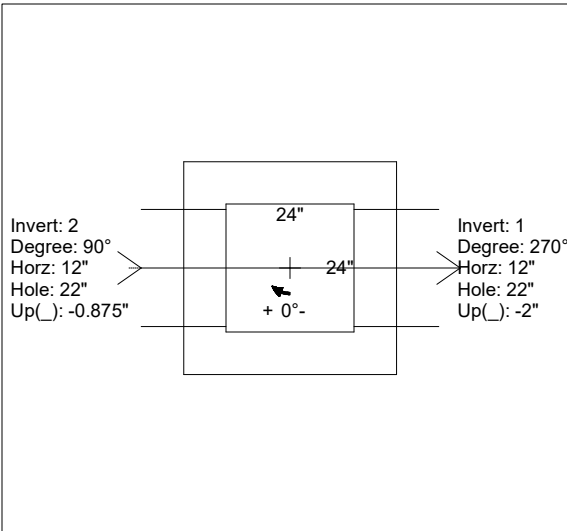 24"
24"
+ 0°-
Invert: 2
Degree: 90°
Horz: 12"
Hole: 22"
Up(_): -0.875"
Invert: 1
Degree: 270°
Horz: 12"
Hole: 22"
Up(_): -2"